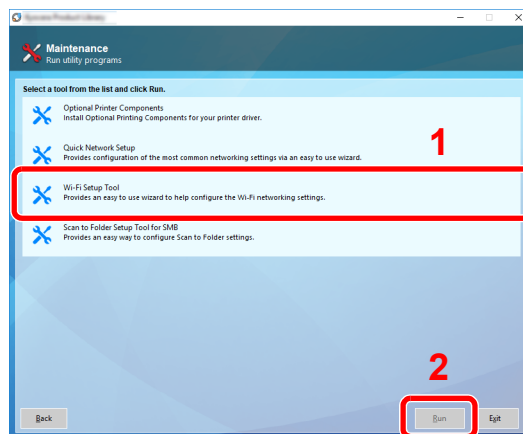 Maintenance
Run utility programs
Select a tool from the list and click Run.
Optional Printer Components
Install Optional Printing Components for your printer driver.
1
Quick Network Setup
Provides configuration of the most common networking settings via an easy to use wizard.
Wi-Fi Setup Tool
Provides an easy to use wizard to help configure the Wi-Fi networking settings.
Scan to Folder Setup Tool for SMB
Provides an easy way to configure Scan to Folder settings.
2
Back
Run
Exit